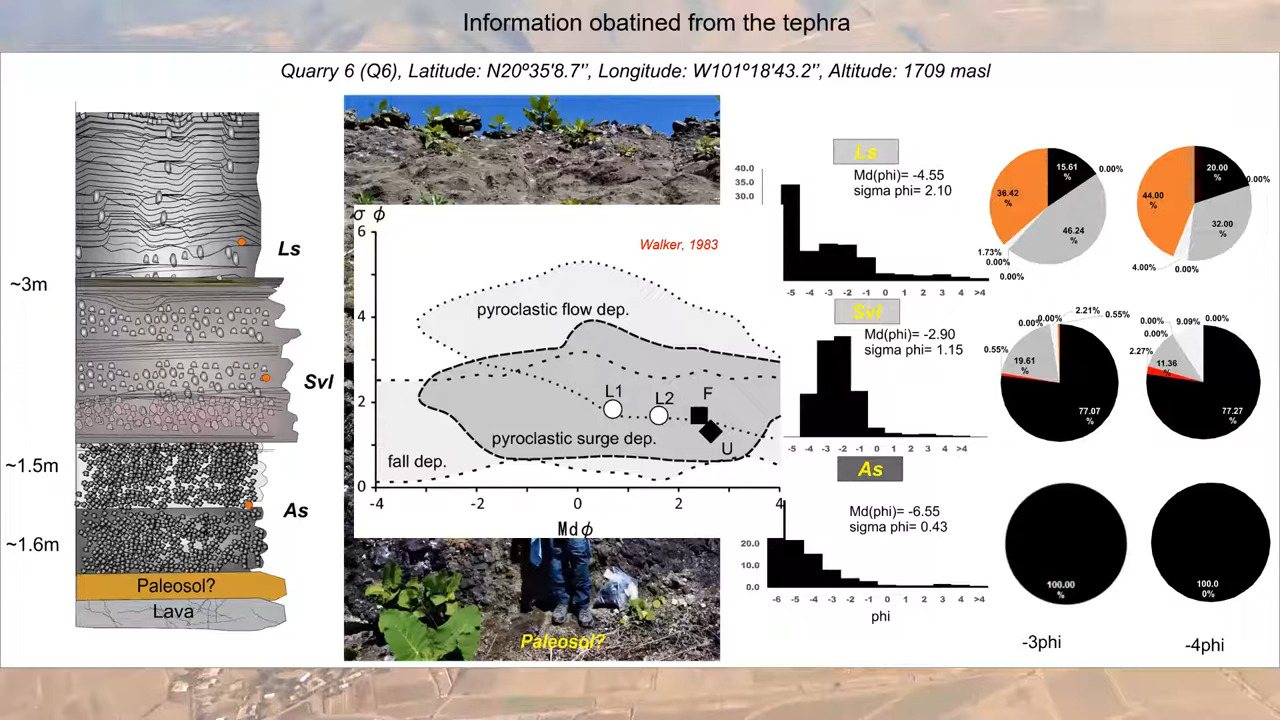 Information obatined from the tephra
Quarry 6 (Q6), Latitude: N20º35'8.7", Longitude: W101º18'43.2", Altitude: 1709 masl
Ls
~3m
Svl
~1.5m
As
~1.6m
Paleosol?
Lava
σ ϕ
Walker, 1983
6
4
2
0
pyroclastic flow dep.
L1
L2
F
U
pyroclastic surge dep.
fall dep.
-4
-2
0
2
4
Mdϕ
Paleosol?
Ls
Md(phi)= -4.55
sigma phi= 2.10
40.0
35.0
30.0
-5 -4 -3 -2 -1 0 1 2 3 4 >4
Svl
Md(phi)= -2.90
sigma phi= 1.15
-5 -4 -3 -2 -1 0 1 2 3 4 >4
As
Md(phi)= -6.55
sigma phi= 0.43
20.0
10.0
0.0
-6 -5 -4 -3 -2 -1 0 1 2 3 4 >4
phi
15.61
%
0.00%
36.42
%
46.24
%
1.73%
0.00%
0.00%
20.00
%
0.00%
44.00
%
32.00
%
4.00%
0.00%
0.00%
0.00%
2.21%
0.55%
0.55%
19.61
%
77.07
%
0.00%
0.00%
9.09%
0.00%
2.27%
11.36
%
77.27
%
100.00
%
100.0
0%
-3phi
-4phi